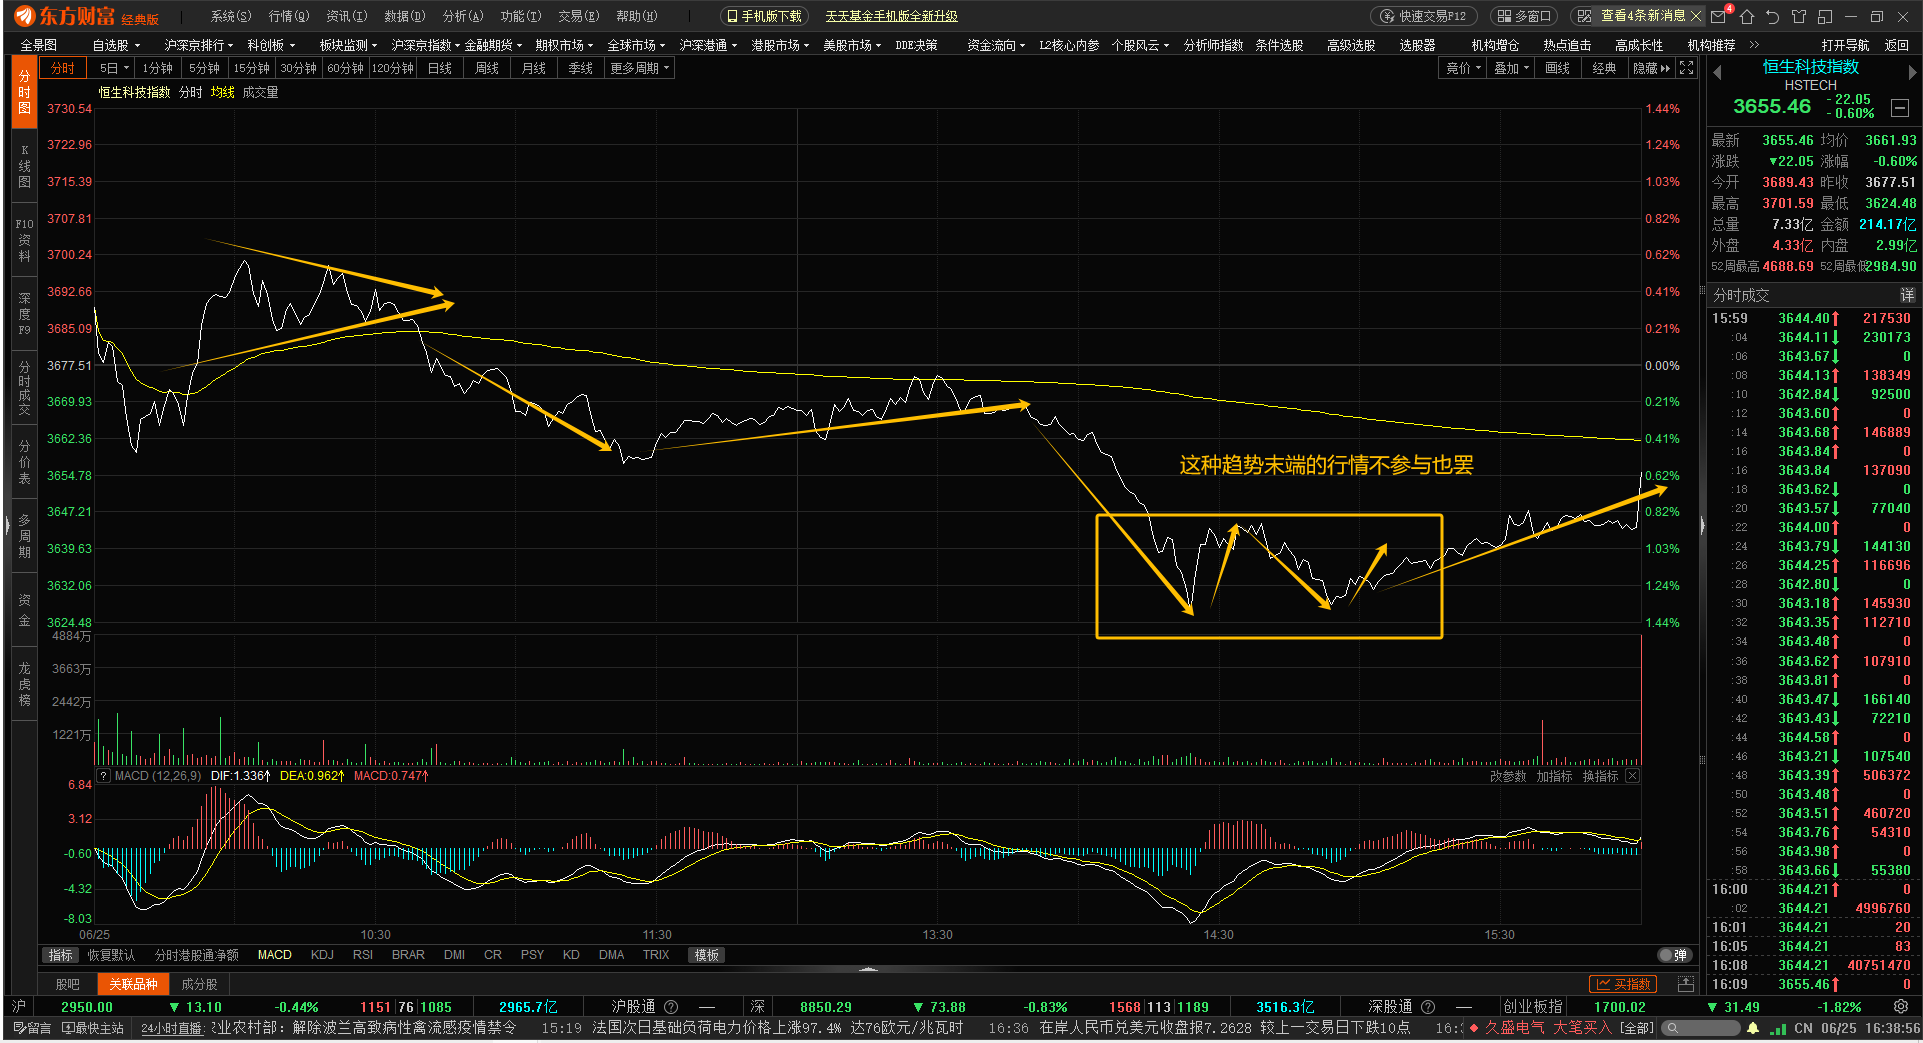 东方财富 经典版 系统(S) 行情(Q) 资讯(I) 数据(D) 分析(A) 功能(T) 交易(E) 帮助(H) 手机版下载 天天基金手机版全新升级 快速交易F12 多窗口 查看4条新消息 4
全景图 自选股 沪深京排行 科创板 板块监测 沪深京指数 金融期货 期权市场 全球市场 沪深港通 港股市场 美股市场 DDE决策 资金流向 L2核心内参 个股风云 分析师指数 条件选股 高级选股 选股器 机构增仓 热点追击 高成长性 机构推荐 >> 打开导航 返回
分时 5日 1分钟 5分钟 15分钟 30分钟 60分钟 120分钟 日线 周线 月线 季线 更多周期 竞价 叠加 画线 经典 隐藏
分时图
K线图
F10资料
深度F9
分时成交
分价表
多周期
资金
龙虎榜
恒生科技指数 分时 均线 成交量
3730.54 1.44%
3722.96 1.24%
3715.39 1.03%
3707.81 0.82%
3700.24 0.62%
3692.66 0.41%
3685.09 0.21%
3677.51 0.00%
3669.93 0.21%
3662.36 0.41%
这种趋势末端的行情不参与也罢
3654.78 0.62%
3647.21 0.82%
3639.63 1.03%
3632.06 1.24%
3624.48 1.44%
4884万
3663万
2442万
1221万
? MACD (12,26,9) DIF:1.336↑ DEA:0.962↑ MACD:0.747↑ 改参数 加指标 换指标
6.84
3.12
-0.60
-4.32
-8.03
06/25 10:30 11:30 13:30 14:30 15:30
指标 恢复默认 分时港股通净额 MACD KDJ RSI BRAR DMI CR PSY KD DMA TRIX 模板 弹
股吧 关联品种 成分股 买指数
恒生科技指数
HSTECH
3655.46 -22.05
-0.60%
最新 3655.46 均价 3661.93
涨跌 ▼22.05 涨幅 -0.60%
今开 3689.43 昨收 3677.51
最高 3701.59 最低 3624.48
总量 7.33亿 金额 214.17亿
外盘 4.33亿 内盘 2.99亿
52周最高 4688.69 52周最低 2984.90
分时成交 详
15:59 3644.40↑ 217530
:04 3644.11↓ 230173
:06 3643.67↓ 0
:08 3644.13↑ 138349
:10 3642.84↓ 92500
:12 3643.60↑ 0
:14 3643.68↑ 146889
:16 3643.84↑ 0
:16 3643.84 137090
:18 3643.62↓ 0
:20 3643.57↓ 77040
:22 3644.00↑ 0
:24 3643.79↓ 144130
:26 3644.25↑ 116696
:28 3642.80↓ 0
:30 3643.18↑ 145930
:32 3643.35↑ 112710
:34 3643.48↑ 0
:36 3643.62↑ 107910
:38 3643.81↑ 0
:40 3643.47↓ 166140
:42 3643.43↓ 72210
:44 3644.58↑ 0
:46 3643.21↓ 107540
:48 3643.39↑ 506372
:50 3643.48↑ 0
:52 3643.51↑ 460720
:54 3643.76↑ 54310
:56 3643.98↑ 0
:58 3643.66↓ 55380
16:00 3644.21↑ 0
:02 3644.21 4996760
16:01 3644.21 20
16:05 3644.21 83
16:08 3644.21 40751470
16:09 3655.46↑ 0
沪 2950.00 ▼13.10 -0.44% 1151|76|1085 2965.7亿 沪股通 ? — 深 8850.29 ▼73.88 -0.83% 1568|113|1189 3516.3亿 深股通 ? — 创业板指 1700.02 ▼31.49 -1.82%
留言 最快主站 24小时直播: 业农村部：解除波兰高致病性禽流感疫情禁令 15:19 法国次日基础负荷电力价格上涨97.4% 达76欧元/兆瓦时 16:36 在岸人民币兑美元收盘报7.2628 较上一交易日下跌10点 16: ◆ 久盛电气 大笔买入 [全部] CN 06/25 16:38:56